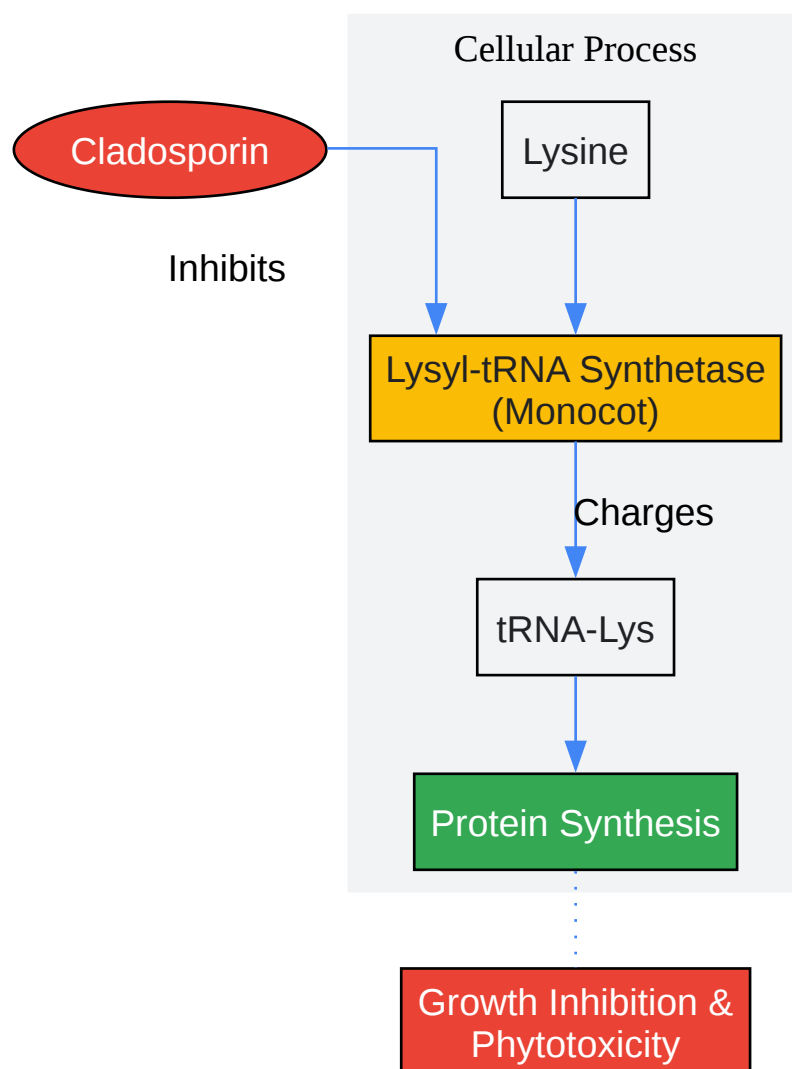 Cellular Process
Cladosporin
Lysine
Inhibits
Lysyl-tRNA Synthetase
(Monocot)
Charges
tRNA-Lys
Protein Synthesis
Growth Inhibition &
Phytotoxicity